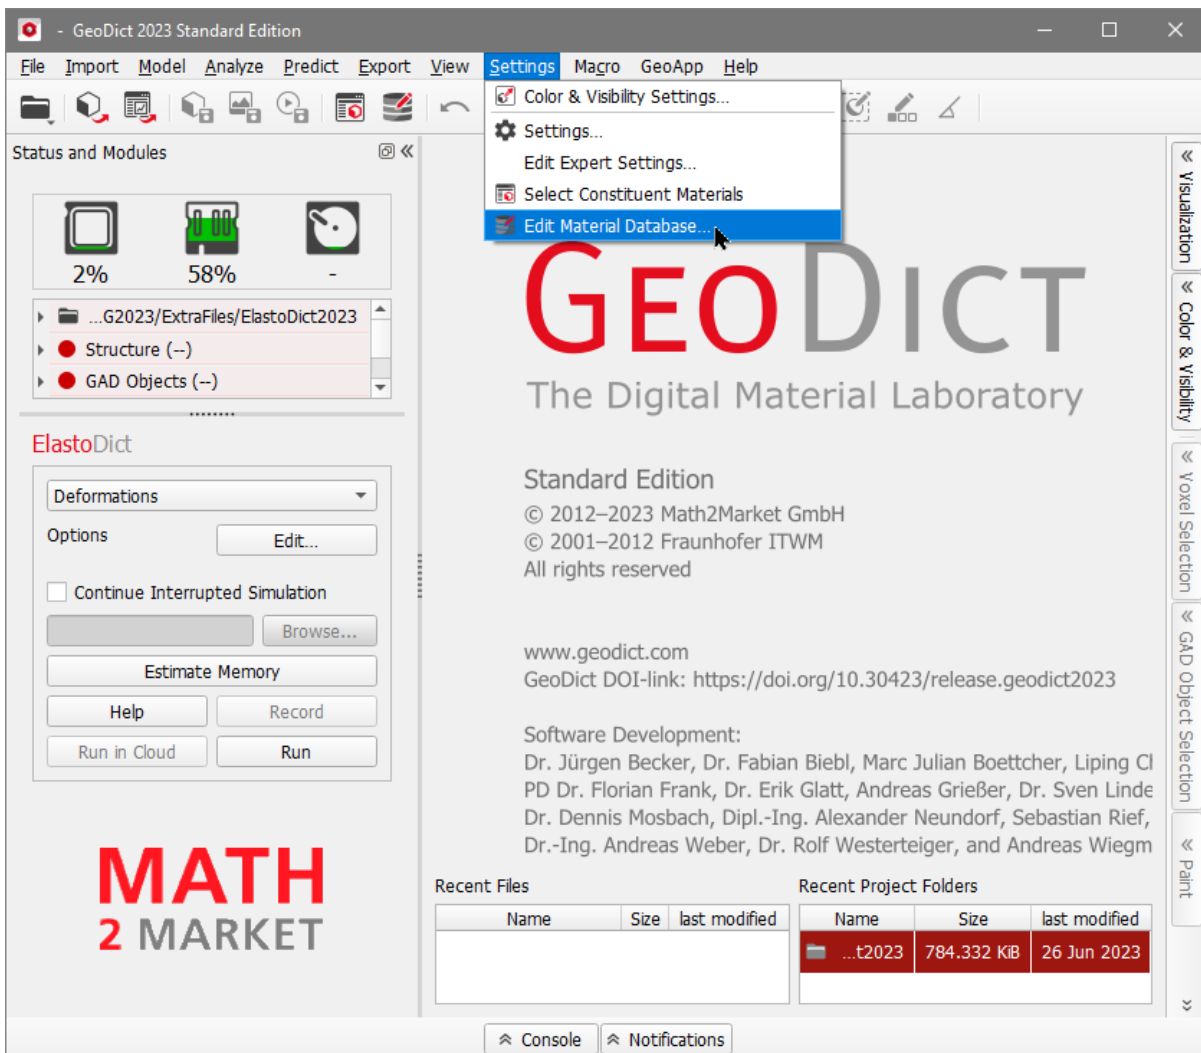 - GeoDict 2023 Standard Edition
File Import Model Analyze Predict Export View Settings Macro GeoApp Help
Color & Visibility Settings...
Settings...
Edit Expert Settings...
Select Constituent Materials
Edit Material Database...
Status and Modules
2% 58% -
...G2023/ExtraFiles/ElastoDict2023
Structure (--)
GAD Objects (--)
ElastoDict
Deformations
Options Edit...
Continue Interrupted Simulation
Browse...
Estimate Memory
Help Record
Run in Cloud Run
MATH
2 MARKET
GEODICT
The Digital Material Laboratory
Standard Edition
© 2012–2023 Math2Market GmbH
© 2001–2012 Fraunhofer ITWM
All rights reserved
www.geodict.com
GeoDict DOI-link: https://doi.org/10.30423/release.geodict2023
Software Development:
Dr. Jürgen Becker, Dr. Fabian Biebl, Marc Julian Boettcher, Liping
PD Dr. Florian Frank, Dr. Erik Glatt, Andreas Grießer, Dr. Sven Linde
Dr. Dennis Mosbach, Dipl.-Ing. Alexander Neundorf, Sebastian Rief,
Dr.-Ing. Andreas Weber, Dr. Rolf Westerteiger, and Andreas Wiegm
Recent Files
Name Size last modified
Recent Project Folders
Name Size last modified
...t2023 784.332 KiB 26 Jun 2023
Visualization
Color & Visibility
Voxel Selection
GAD Object Selection
Paint
Console Notifications